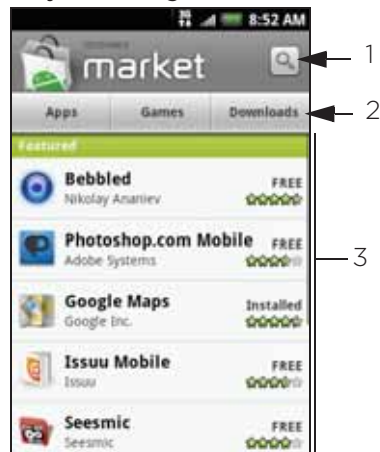 8:52 AM
market
1
Apps Games Downloads
2
Featured
Bebbled FREE
Nikolay Ananiev
Photoshop.com Mobile FREE
Adobe Systems
3
Google Maps Installed
Google Inc.
Issuu Mobile FREE
Issuu
Seesmic FREE
Seesmic